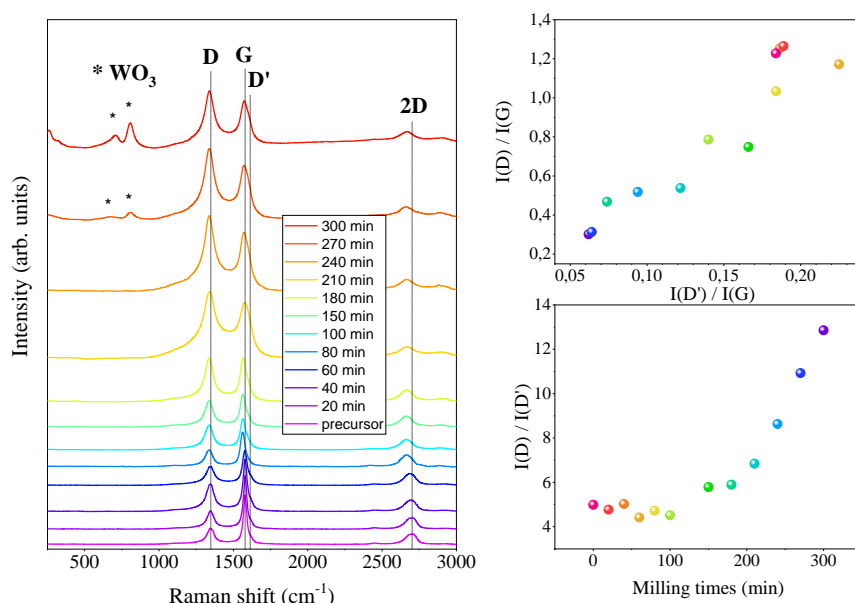 * WO3
*
*
*
*
D
G
D'
2D
300 min
270 min
240 min
210 min
180 min
150 min
100 min
80 min
60 min
40 min
20 min
precursor
Intensity (arb. units)
500
1000
1500
2000
2500
3000
Raman shift (cm-1)
1,4
1,2
1,0
0,8
0,6
0,4
0,2
I(D) / I(G)
0,05
0,10
0,15
0,20
I(D') / I(G)
14
12
10
8
6
4
I(D) / I(D')
0
100
200
300
Milling times (min)